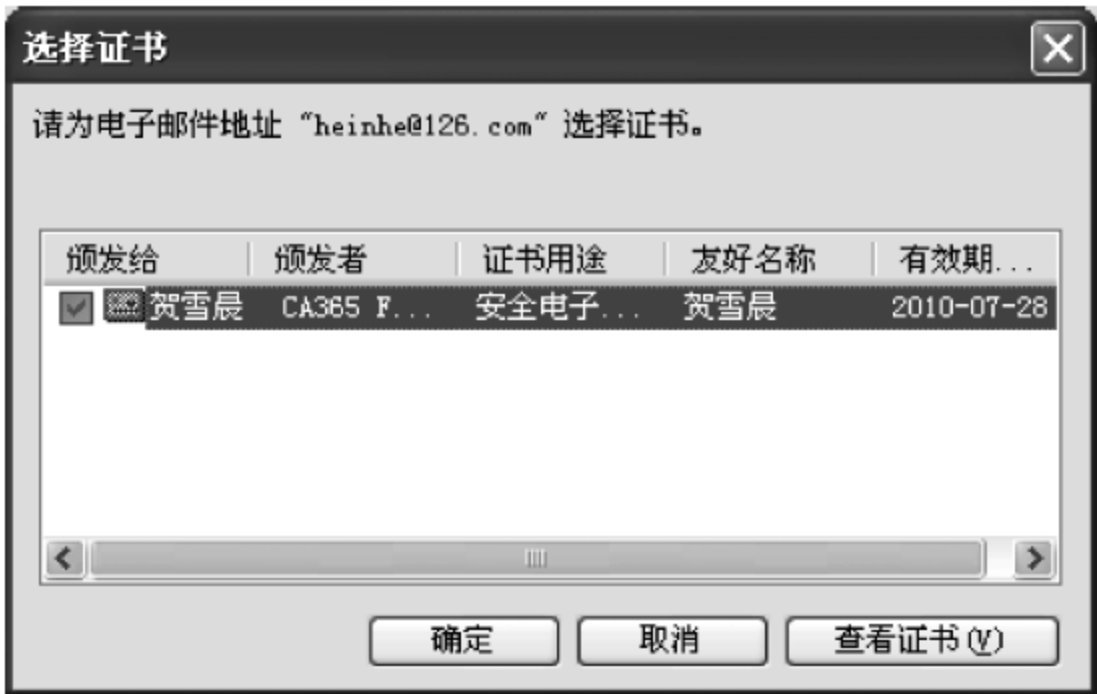 选择证书
请为电子邮件地址 "heinhe@126.com" 选择证书。
颁发给 颁发者 证书用途 友好名称 有效期...
贺雪晨 CA365 F... 安全电子... 贺雪晨 2010-07-28
确定 取消 查看证书(V)